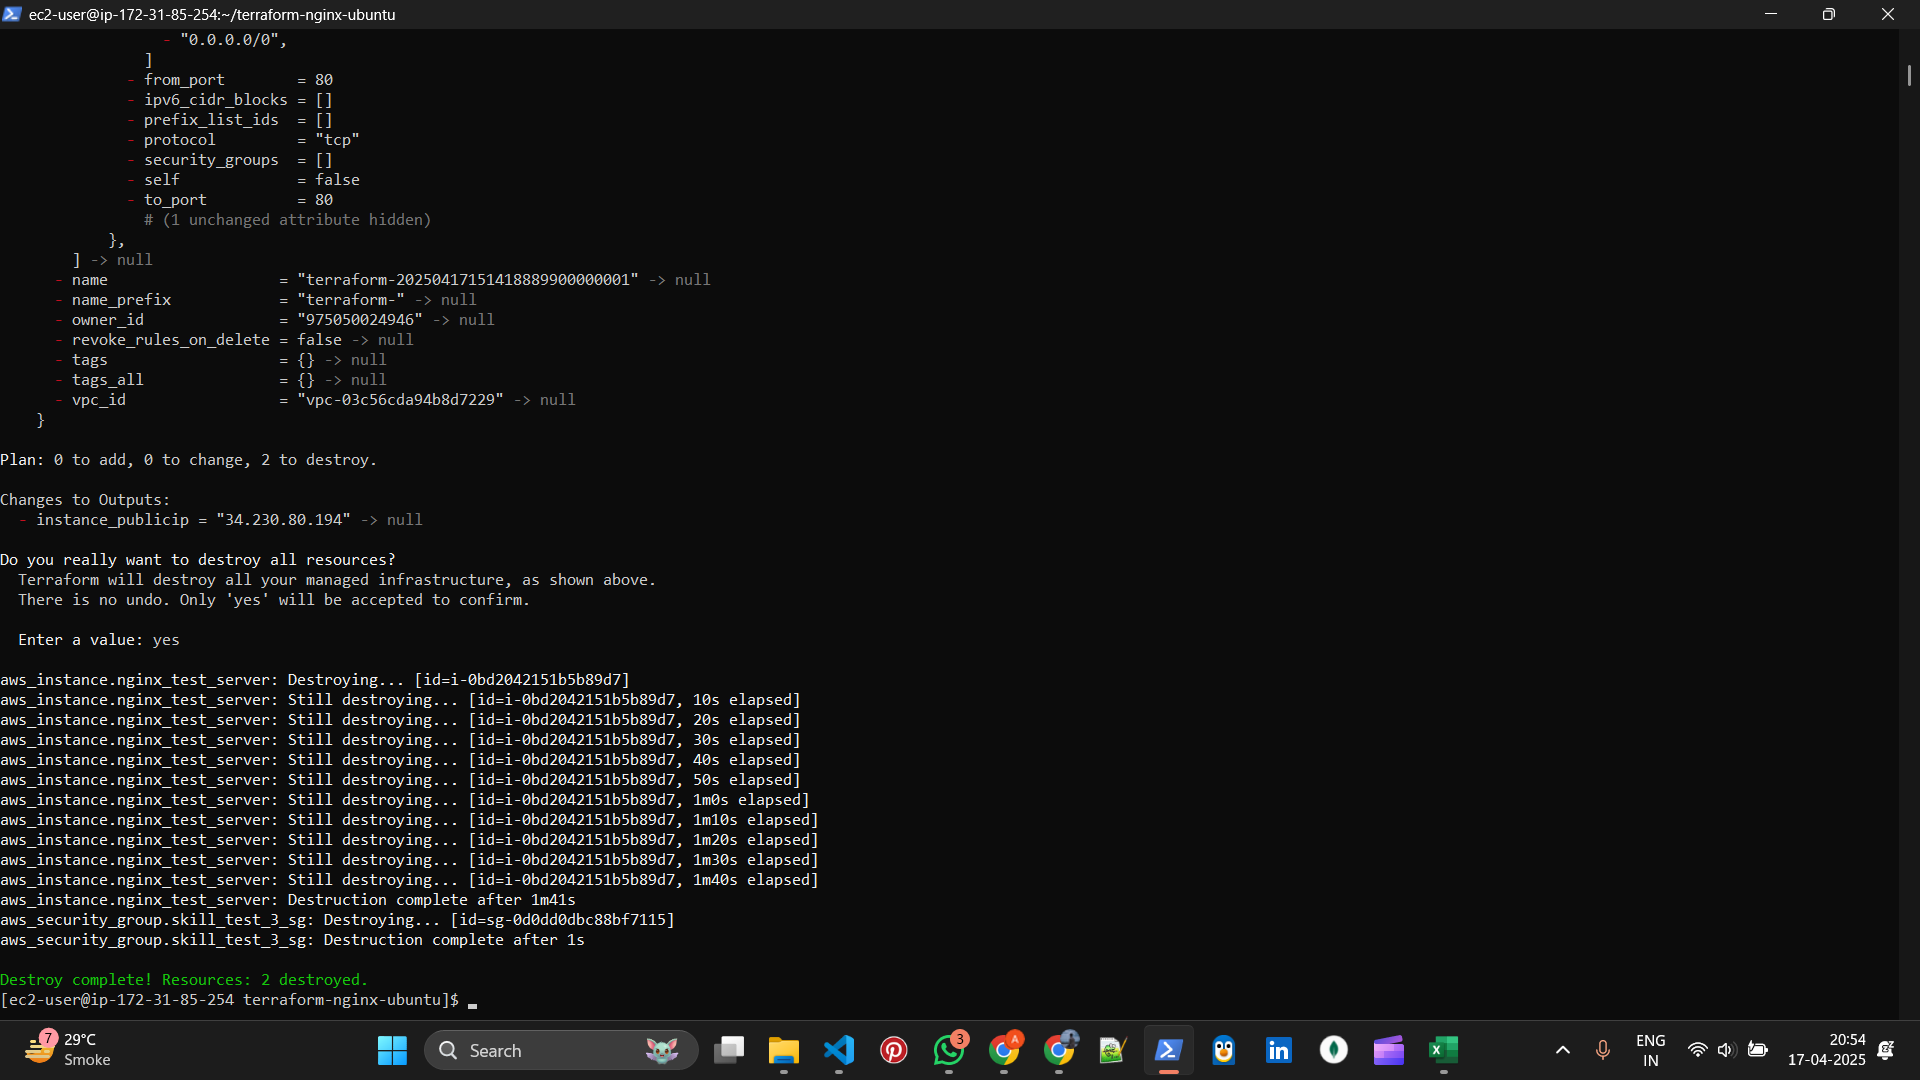 ec2-user@ip-172-31-85-254:~/terraform-nginx-ubuntu
- "0.0.0.0/0",
]
- from_port        = 80
- ipv6_cidr_blocks = []
- prefix_list_ids  = []
- protocol         = "tcp"
- security_groups  = []
- self             = false
- to_port          = 80
# (1 unchanged attribute hidden)
},
] -> null
- name                   = "terraform-20250417151418889900000001" -> null
- name_prefix            = "terraform-" -> null
- owner_id               = "975050024946" -> null
- revoke_rules_on_delete = false -> null
- tags                   = {} -> null
- tags_all               = {} -> null
- vpc_id                 = "vpc-03c56cda94b8d7229" -> null
}
Plan: 0 to add, 0 to change, 2 to destroy.
Changes to Outputs:
- instance_publicip = "34.230.80.194" -> null
Do you really want to destroy all resources?
Terraform will destroy all your managed infrastructure, as shown above.
There is no undo. Only 'yes' will be accepted to confirm.
Enter a value: yes
aws_instance.nginx_test_server: Destroying... [id=i-0bd2042151b5b89d7]
aws_instance.nginx_test_server: Still destroying... [id=i-0bd2042151b5b89d7, 10s elapsed]
aws_instance.nginx_test_server: Still destroying... [id=i-0bd2042151b5b89d7, 20s elapsed]
aws_instance.nginx_test_server: Still destroying... [id=i-0bd2042151b5b89d7, 30s elapsed]
aws_instance.nginx_test_server: Still destroying... [id=i-0bd2042151b5b89d7, 40s elapsed]
aws_instance.nginx_test_server: Still destroying... [id=i-0bd2042151b5b89d7, 50s elapsed]
aws_instance.nginx_test_server: Still destroying... [id=i-0bd2042151b5b89d7, 1m0s elapsed]
aws_instance.nginx_test_server: Still destroying... [id=i-0bd2042151b5b89d7, 1m10s elapsed]
aws_instance.nginx_test_server: Still destroying... [id=i-0bd2042151b5b89d7, 1m20s elapsed]
aws_instance.nginx_test_server: Still destroying... [id=i-0bd2042151b5b89d7, 1m30s elapsed]
aws_instance.nginx_test_server: Still destroying... [id=i-0bd2042151b5b89d7, 1m40s elapsed]
aws_instance.nginx_test_server: Destruction complete after 1m41s
aws_security_group.skill_test_3_sg: Destroying... [id=sg-0d0dd0dbc88bf7115]
aws_security_group.skill_test_3_sg: Destruction complete after 1s
Destroy complete! Resources: 2 destroyed.
[ec2-user@ip-172-31-85-254 terraform-nginx-ubuntu]$
7
29°C
Smoke
Search
3
A
in
ENG
IN
20:54
17-04-2025